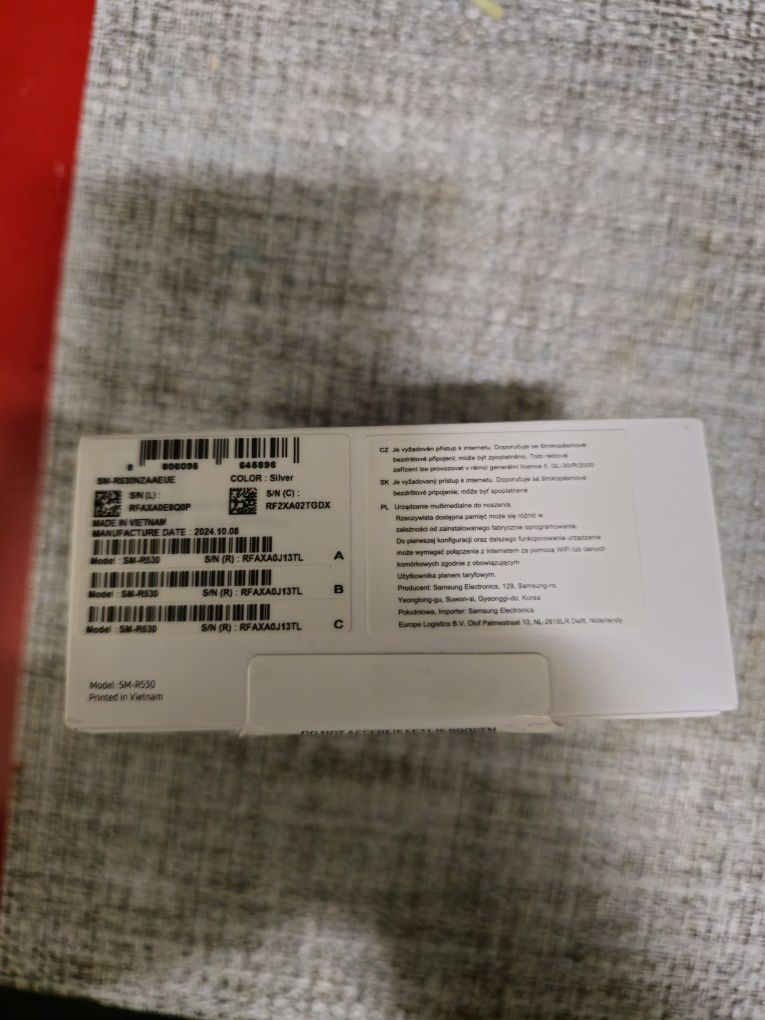 8 806095 645896
SM-R530NZAAEUE COLOR : Silver
S/N (L) : S/N (C) :
RFAXA0E8Q0P RF2XA02TGDX
MADE IN VIETNAM
MANUFACTURE DATE : 2024.10.08
Model : SM-R530 S/N (R) : RFAXA0J13TL A
Model : SM-R530 S/N (R) : RFAXA0J13TL B
Model : SM-R530 S/N (R) : RFAXA0J13TL C
Model: SM-R530
Printed in Vietnam
CZ Je vyžadován přístup k internetu. Doporučuje se širokopásmové
bezdrátové připojení; může být zpoplatněno. Toto rádiové
zařízení lze provozovat v rámci generální licence č. GL-30/R/2000
SK Je vyžadovaný prístup k internetu. Doporučuje sa širokopásmové
bezdrôtové pripojenie; môže byť spoplatnené
PL Urządzenie multimedialne do noszenia.
Rzeczywista dostępna pamięć może się różnić w
zależności od zainstalowanego fabrycznie oprogramowania.
Do pierwszej konfiguracji oraz dalszego funkcjonowania urządzenie
może wymagać połączenia z Internetem za pomocą WiFi lub danych
komórkowych zgodnie z obowiązującym
Użytkownika planem taryfowym.
Producent: Samsung Electronics, 129, Samsung-ro,
Yeongtong-gu, Suwon-si, Gyeonggi-do, Korea
Południowa, Importer: Samsung Electronics
Europe Logistics B.V. Olof Palmestraat 10, NL-2616LR Delft, Niderlandy
DO NOT ACCEPT IF SEAL IS BROKEN